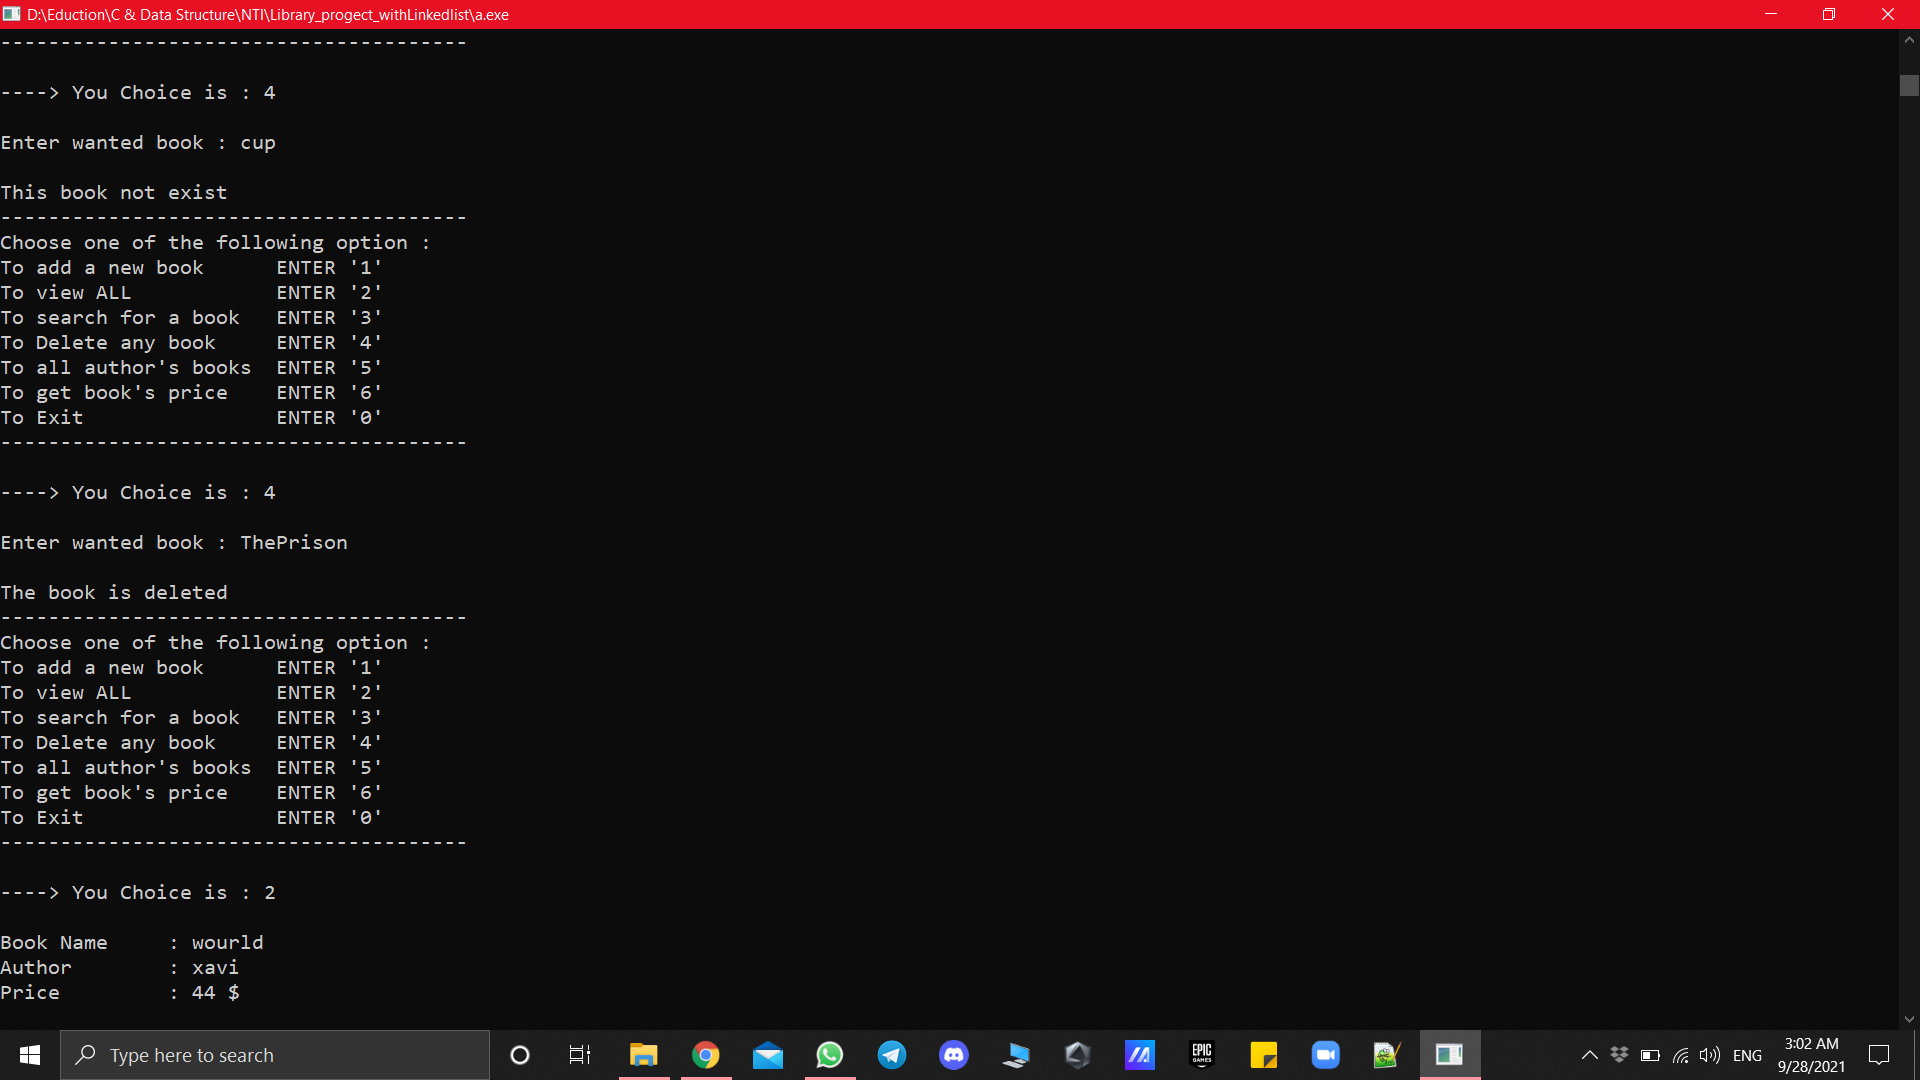 D:\Eduction\C & Data Structure\NTI\Library_progect_withLinkedlist\a.exe
---------------------------------------
----> You Choice is : 4
Enter wanted book : cup
This book not exist
---------------------------------------
Choose one of the following option :
To add a new book      ENTER '1'
To view ALL            ENTER '2'
To search for a book   ENTER '3'
To Delete any book     ENTER '4'
To all author's books  ENTER '5'
To get book's price    ENTER '6'
To Exit                ENTER '0'
---------------------------------------
----> You Choice is : 4
Enter wanted book : ThePrison
The book is deleted
---------------------------------------
Choose one of the following option :
To add a new book      ENTER '1'
To view ALL            ENTER '2'
To search for a book   ENTER '3'
To Delete any book     ENTER '4'
To all author's books  ENTER '5'
To get book's price    ENTER '6'
To Exit                ENTER '0'
---------------------------------------
----> You Choice is : 2
Book Name     : wourld
Author        : xavi
Price         : 44 $
Type here to search
EPIC
GAMES
ENG
3:02 AM
9/28/2021